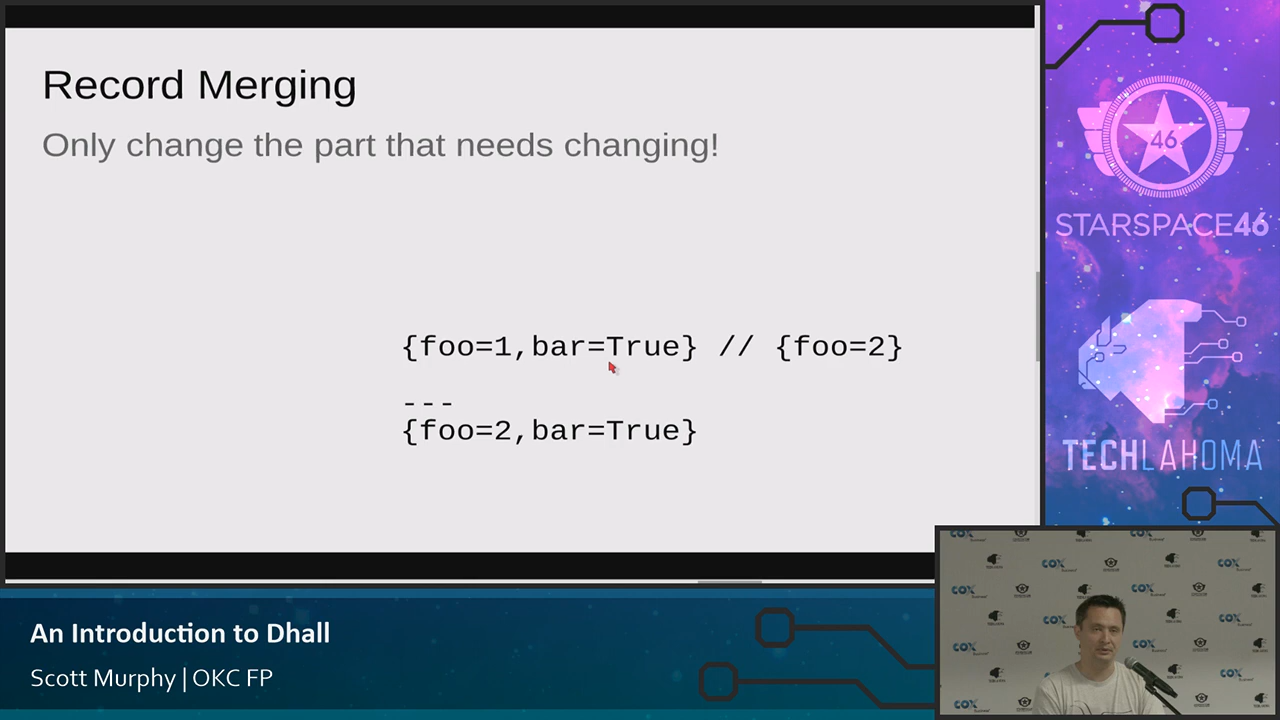 Record Merging
Only change the part that needs changing!
{foo=1,bar=True} // {foo=2}
---
{foo=2,bar=True}
46
STARSPACE46
TECHLAHOMA
An Introduction to Dhall
Scott Murphy | OKC FP
COX